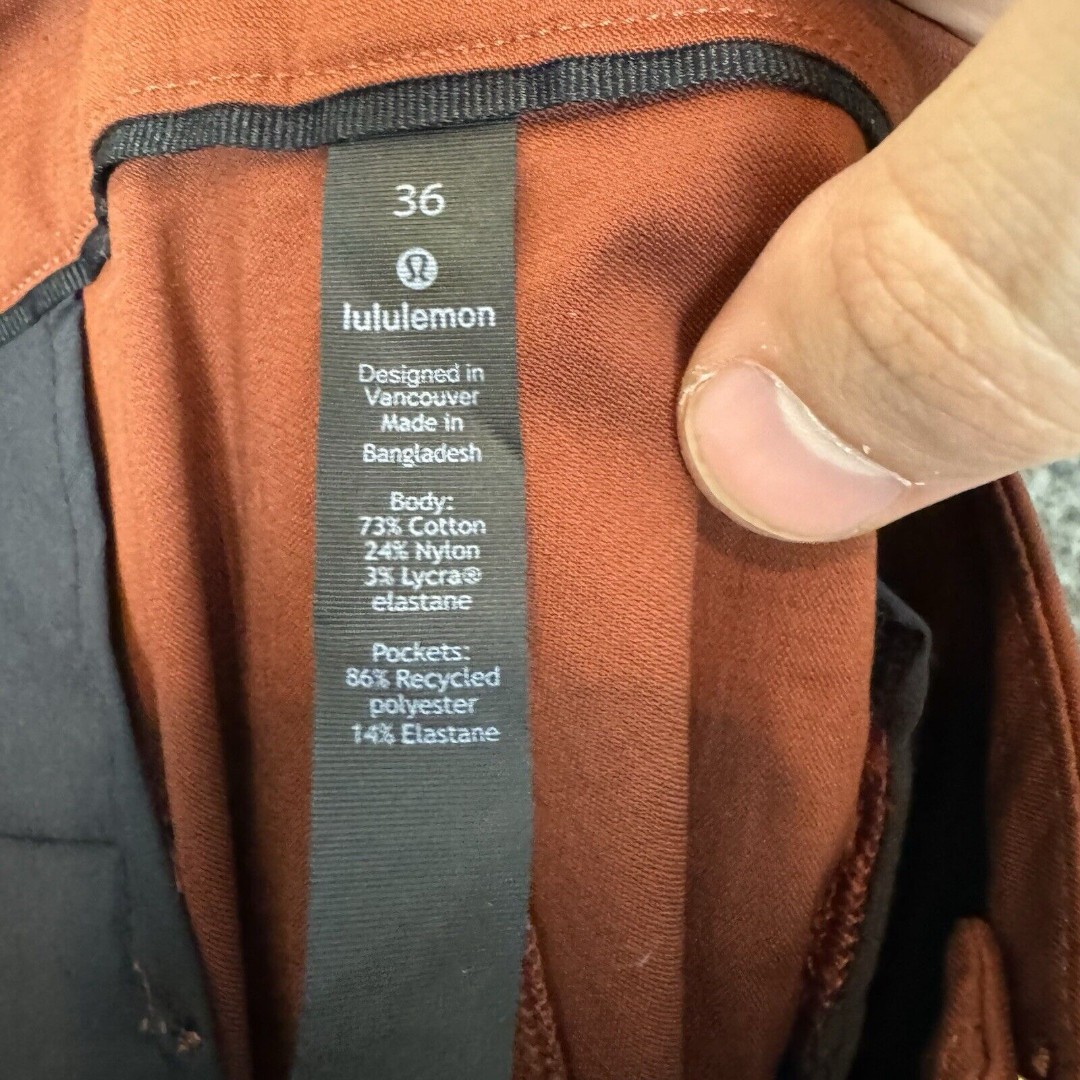 36
lululemon
Designed in
Vancouver
Made in
Bangladesh
Body:
73% Cotton
24% Nylon
3% Lycra®
elastane
Pockets:
86% Recycled
polyester
14% Elastane